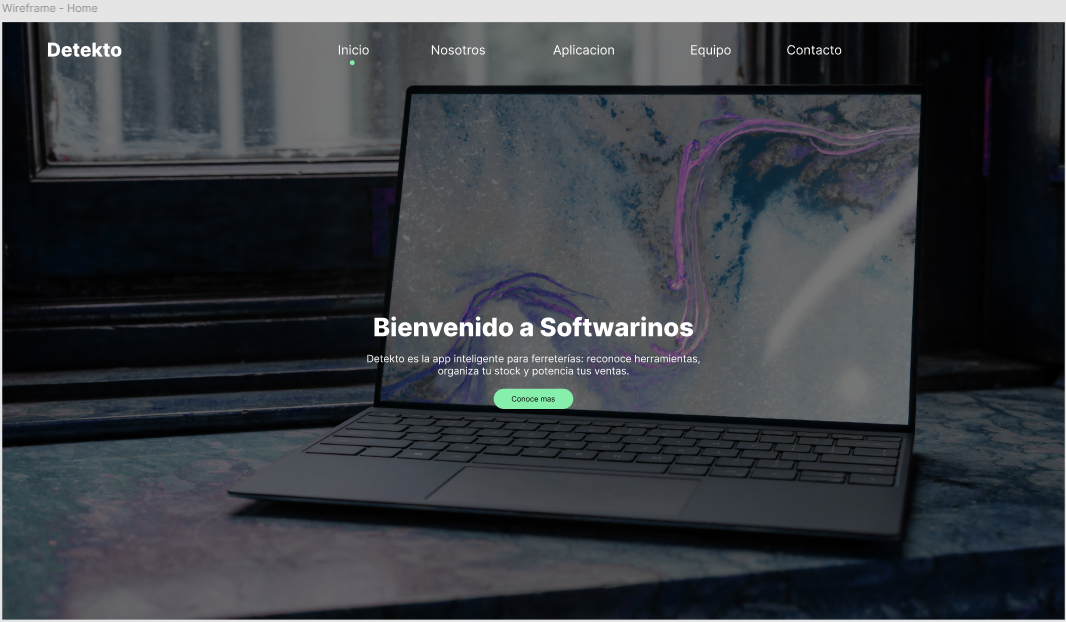 Wireframe - Home
Detekto
Inicio
Nosotros
Aplicacion
Equipo
Contacto
Bienvenido a Softwarinos
Detekto es la app inteligente para ferreterías: reconoce herramientas,
organiza tu stock y potencia tus ventas.
Conoce mas